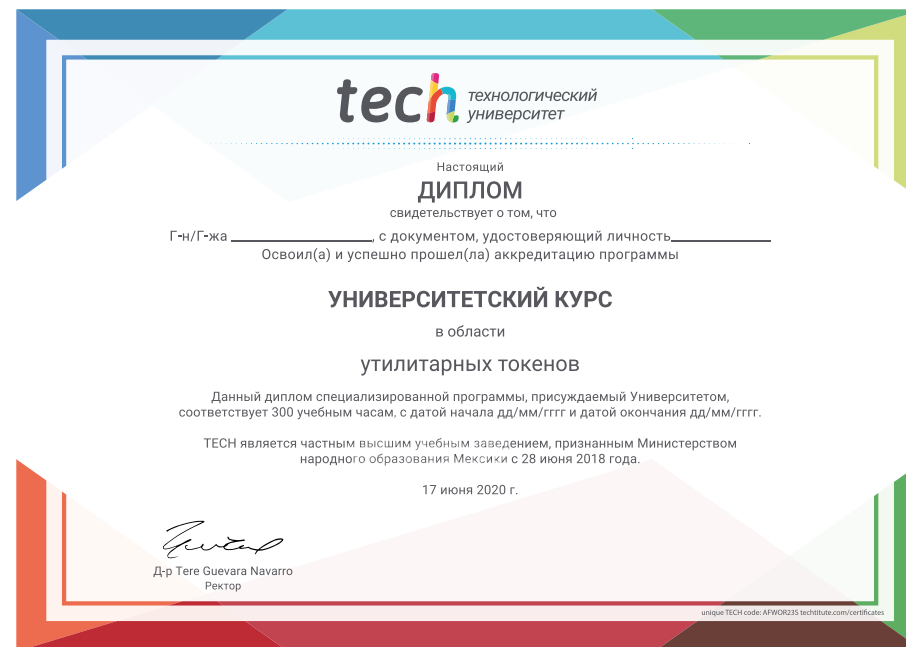 tech технологический
университет
Настоящий
ДИПЛОМ
свидетельствует о том, что
Г-н/Г-жа ____________________, с документом, удостоверяющий личность______________
Освоил(а) и успешно прошел(ла) аккредитацию программы
УНИВЕРСИТЕТСКИЙ КУРС
в области
утилитарных токенов
Данный диплом специализированной программы, присуждаемый Университетом,
соответствует 300 учебным часам, с датой начала дд/мм/гггг и датой окончания дд/мм/гггг.
TECH является частным высшим учебным заведением, признанным Министерством
народного образования Мексики с 28 июня 2018 года.
17 июня 2020 г.
Д-р Tere Guevara Navarro
Ректор
unique TECH code: AFWOR23S techtitute.com/certificates